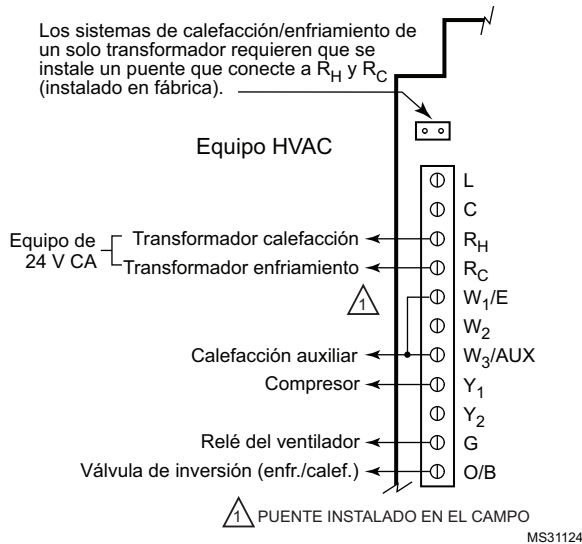 Los sistemas de calefacción/enfriamiento de
un solo transformador requieren que se
instale un puente que conecte a RH y RC
(instalado en fábrica).
Equipo HVAC
L
C
Equipo de
24 V CA
Transformador calefacción
RH
Transformador enfriamiento
RC
1
W1/E
W2
Calefacción auxiliar
W3/AUX
Compresor
Y1
Y2
Relé del ventilador
G
Válvula de inversión (enfr./calef.)
O/B
1 PUENTE INSTALADO EN EL CAMPO
MS31124